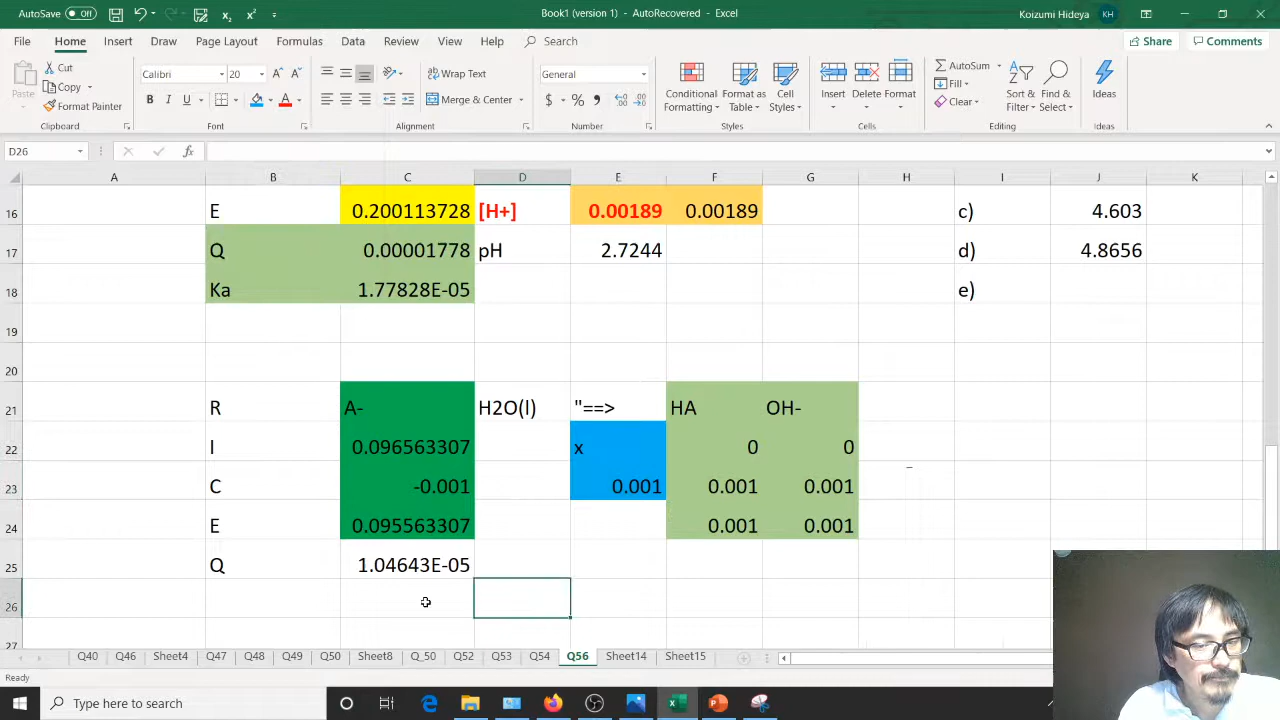 AutoSave Off Book1 (version 1) - AutoRecovered - Excel Koizumi Hideya KH
File Home Insert Draw Page Layout Formulas Data Review View Help Search Share Comments
Paste Cut Copy Format Painter
Calibri 20 Wrap Text Merge & Center General
Conditional Formatting Format as Table Cell Styles Insert Delete Format AutoSum Fill Clear Sort & Filter Find & Select Ideas
Clipboard Font Alignment Number Styles Cells Editing Ideas
D26 fx
A B C D E F G H I J K
16 E 0.200113728 [H+] 0.00189 0.00189 c) 4.603
17 Q 0.00001778 pH 2.7244 d) 4.8656
18 Ka 1.77828E-05 e)
19
20
21 R A- H2O(l) "==> HA OH-
22 I 0.096563307 x 0 0
23 C -0.001 0.001 0.001 0.001
24 E 0.095563307 0.001 0.001
25 Q 1.04643E-05
26
27
Q40 Q46 Sheet4 Q47 Q48 Q49 Q50 Sheet8 Q_50 Q52 Q53 Q54 Q56 Sheet14 Sheet15
Ready
Type here to search